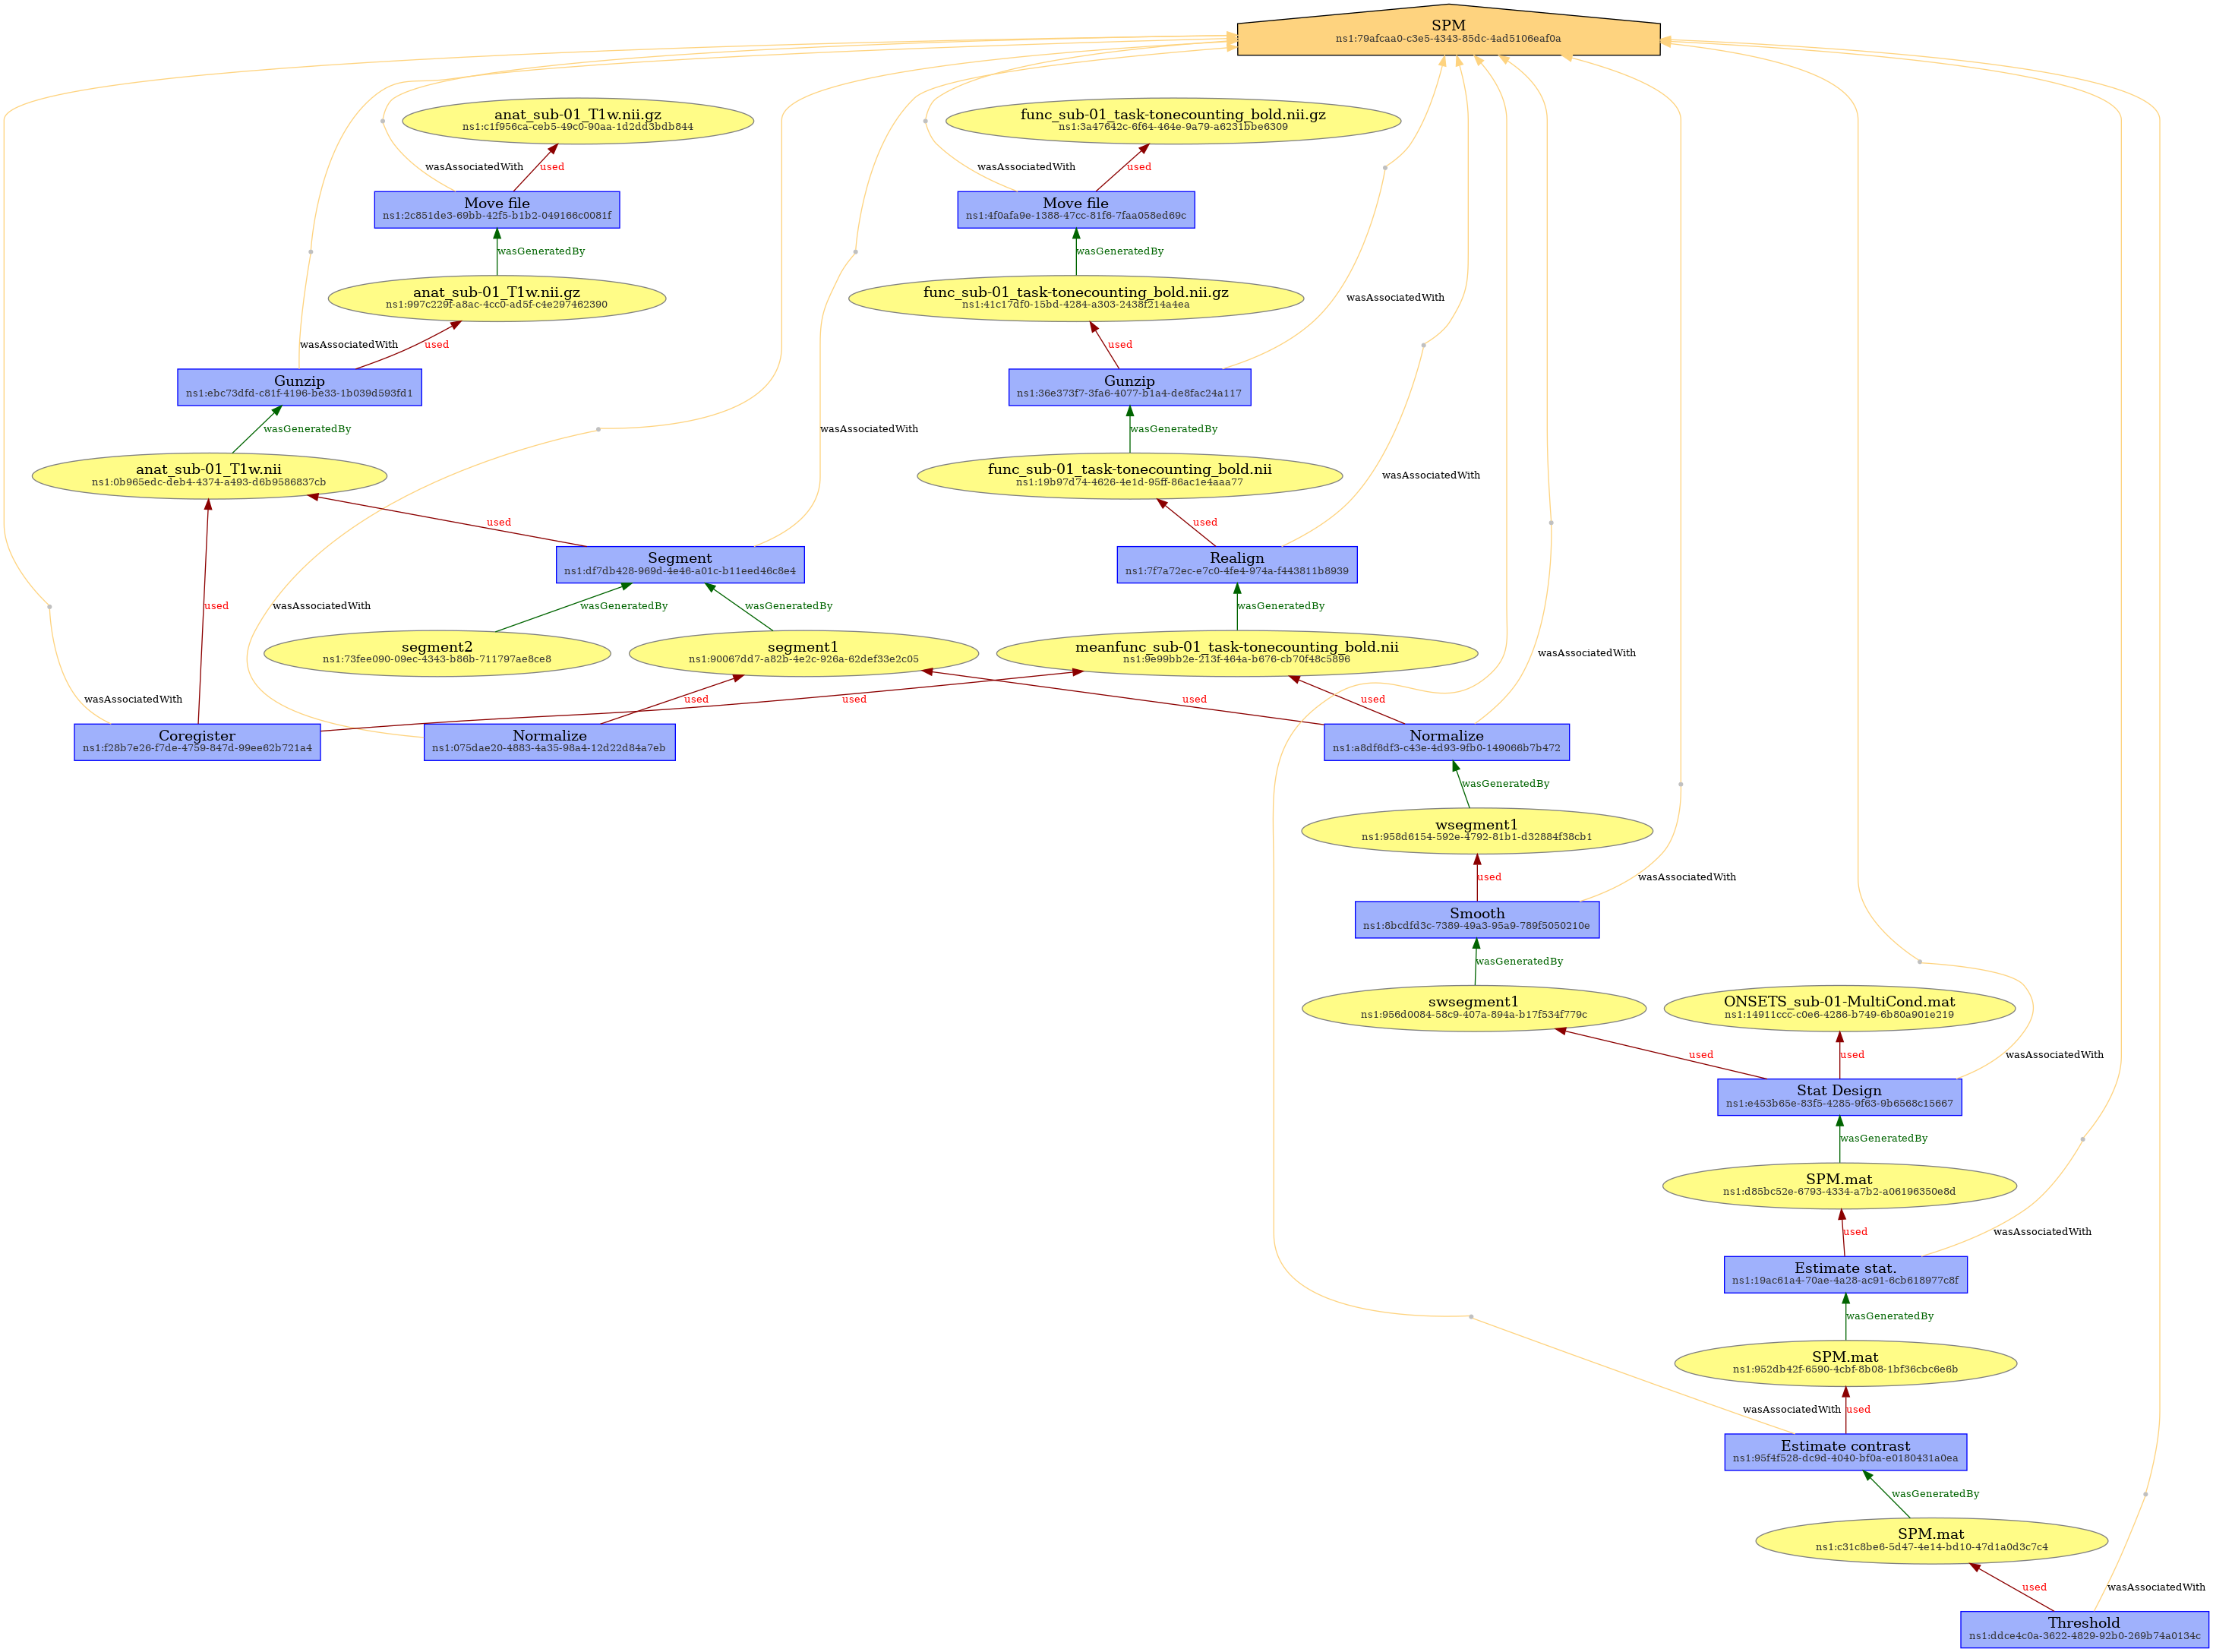 SPM
ns1:79afcaa0-c3e5-4343-85dc-4ad5106eaf0a
anat_sub-01_T1w.nii.gz
ns1:c1f956ca-ceb5-49c0-90aa-1d2dd3bdb844
func_sub-01_task-tonecounting_bold.nii.gz
ns1:3a47642c-6f64-464e-9a79-a6231bbe6309
wasAssociatedWith
used
wasAssociatedWith
used
Move file
ns1:2c851de3-69bb-42f5-b1b2-049166c0081f
Move file
ns1:4f0afa9e-1388-47cc-81f6-7faa058ed69c
wasGeneratedBy
wasGeneratedBy
anat_sub-01_T1w.nii.gz
ns1:997c229f-a8ac-4cc0-ad5f-c4e297462390
func_sub-01_task-tonecounting_bold.nii.gz
ns1:41c17df0-15bd-4284-a303-2438f214a4ea
wasAssociatedWith
wasAssociatedWith
used
used
Gunzip
ns1:ebc73dfd-c81f-4196-be33-1b039d593fd1
Gunzip
ns1:36e373f7-3fa6-4077-b1a4-de8fac24a117
wasGeneratedBy
wasAssociatedWith
wasGeneratedBy
anat_sub-01_T1w.nii
ns1:0b965edc-deb4-4374-a493-d6b9586837cb
func_sub-01_task-tonecounting_bold.nii
ns1:19b97d74-4626-4e1d-95ff-86ac1e4aaa77
wasAssociatedWith
used
used
Segment
ns1:df7db428-969d-4e46-a01c-b11eed46c8e4
Realign
ns1:7f7a72ec-e7c0-4fe4-974a-f443811b8939
used
wasAssociatedWith
wasGeneratedBy
wasGeneratedBy
wasGeneratedBy
segment2
ns1:73fee090-09ec-4343-b86b-711797ae8ce8
segment1
ns1:90067dd7-a82b-4e2c-926a-62def33e2c05
meanfunc_sub-01_task-tonecounting_bold.nii
ns1:9e99bb2e-213f-464a-b676-cb70f48c5896
wasAssociatedWith
wasAssociatedWith
used
used
used
used
Coregister
ns1:f28b7e26-f7de-4759-847d-99ee62b721a4
Normalize
ns1:075dae20-4883-4a35-98a4-12d22d84a7eb
Normalize
ns1:a8df6df3-c43e-4d93-9fb0-149066b7b472
wasGeneratedBy
wsegment1
ns1:958d6154-592e-4792-81b1-d32884f38cb1
used
wasAssociatedWith
Smooth
ns1:8bcdfd3c-7389-49a3-95a9-789f5050210e
wasGeneratedBy
swsegment1
ns1:956d0084-58c9-407a-894a-b17f534f779c
ONSETS_sub-01-MultiCond.mat
ns1:14911ccc-c0e6-4286-b749-6b80a901e219
used
used
wasAssociatedWith
Stat Design
ns1:e453b65e-83f5-4285-9f63-9b6568c15667
wasGeneratedBy
SPM.mat
ns1:d85bc52e-6793-4334-a7b2-a06196350e8d
used
wasAssociatedWith
Estimate stat.
ns1:19ac61a4-70ae-4a28-ac91-6cb618977c8f
wasGeneratedBy
SPM.mat
ns1:952db42f-6590-4cbf-8b08-1bf36cbc6e6b
wasAssociatedWith
used
Estimate contrast
ns1:95f4f528-dc9d-4040-bf0a-e0180431a0ea
wasGeneratedBy
SPM.mat
ns1:c31c8be6-5d47-4e14-bd10-47d1a0d3c7c4
used
wasAssociatedWith
Threshold
ns1:ddce4c0a-3622-4829-92b0-269b74a0134c